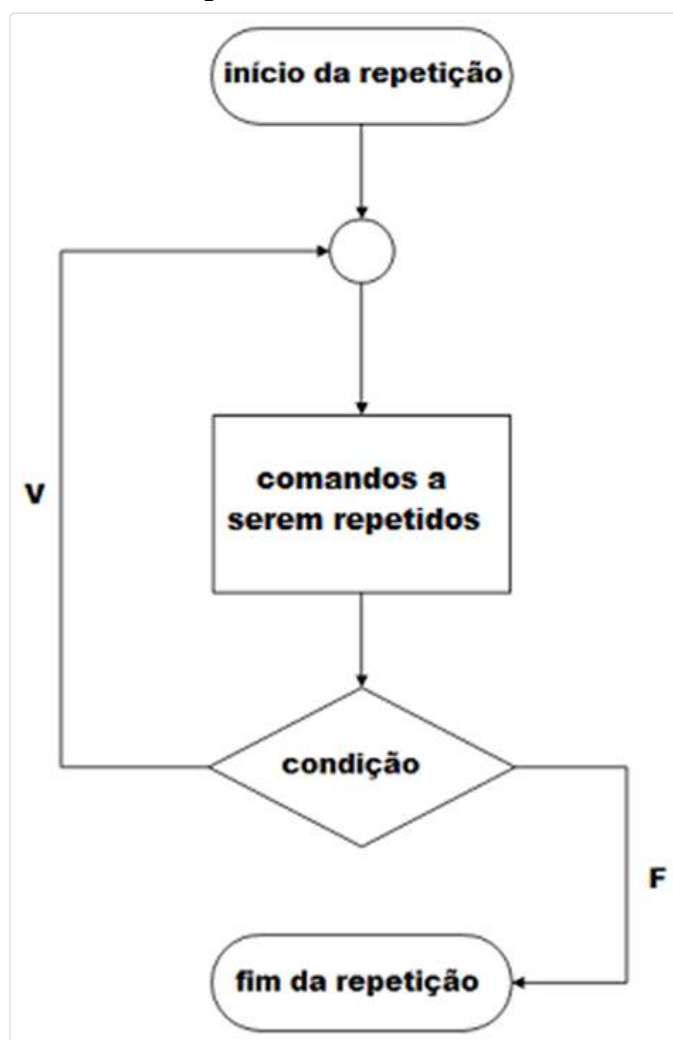 início da repetição
comandos a
serem repetidos
V
condição
F
fim da repetição